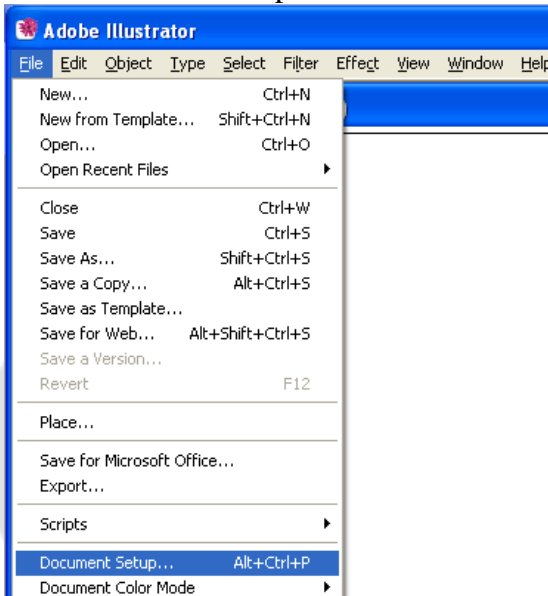 Adobe Illustrator
File Edit Object Type Select Filter Effect View Window Help
New... Ctrl+N
New from Template... Shift+Ctrl+N
Open... Ctrl+O
Open Recent Files
Close Ctrl+W
Save Ctrl+S
Save As... Shift+Ctrl+S
Save a Copy... Alt+Ctrl+S
Save as Template...
Save for Web... Alt+Shift+Ctrl+S
Save a Version...
Revert F12
Place...
Save for Microsoft Office...
Export...
Scripts
Document Setup... Alt+Ctrl+P
Document Color Mode